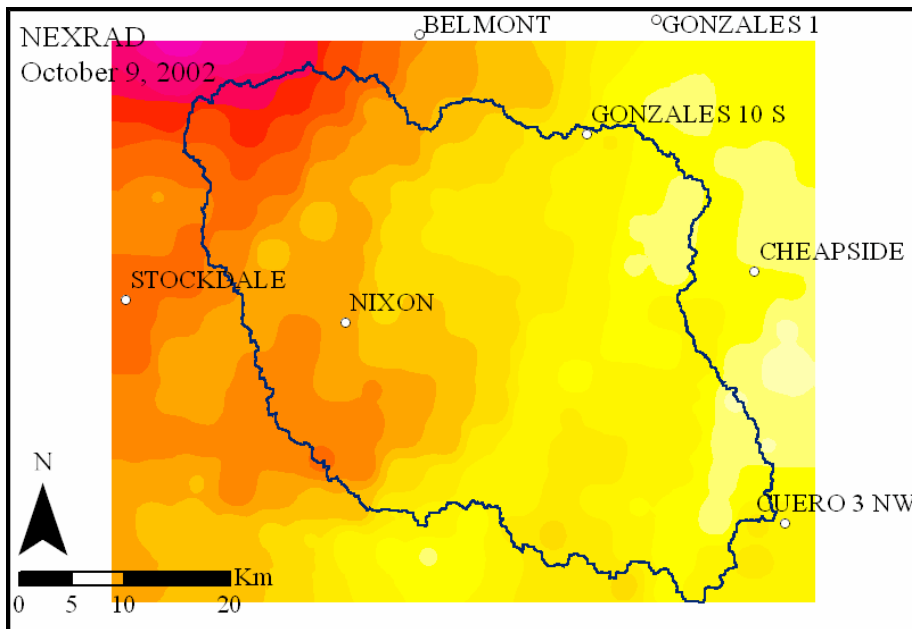 NEXRAD
October 9, 2002
BELMONT
GONZALES 1
GONZALES 10 S
CHEAPSIDE
STOCKDALE
NIXON
CUERO 3 NW
N
Km
0 5 10 20